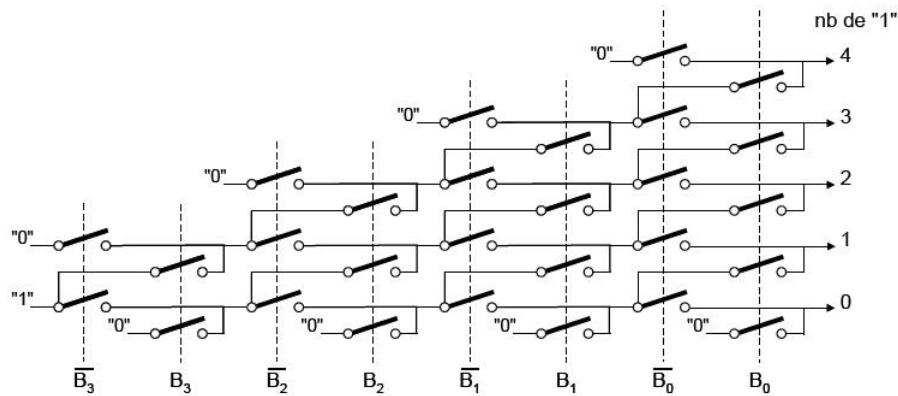 nb de "1"
"0" 4
"0" 3
"0" 2
"0" 1
"1" 0
"0" "0" "0" "0"
B̅₃ B₃ B̅₂ B₂ B̅₁ B₁ B̅₀ B₀